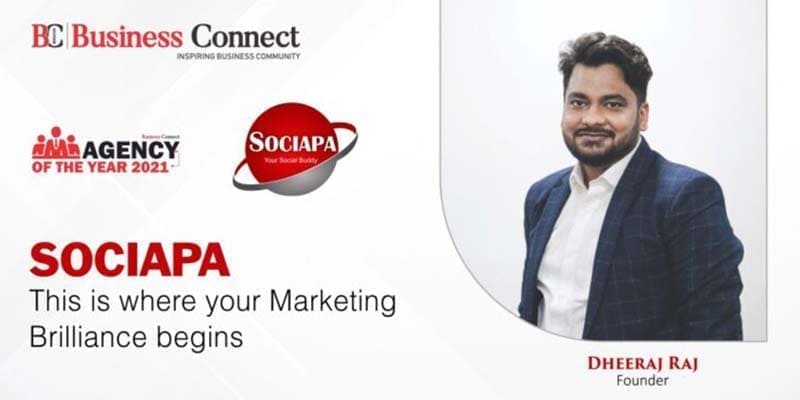 BC Business Connect
INSPIRING BUSINESS COMMUNITY
Business Connect
AGENCY
OF THE YEAR 2021
SOCIAPA
Your Social Buddy
SOCIAPA
This is where your Marketing
Brilliance begins
DHEERAJ RAJ
Founder